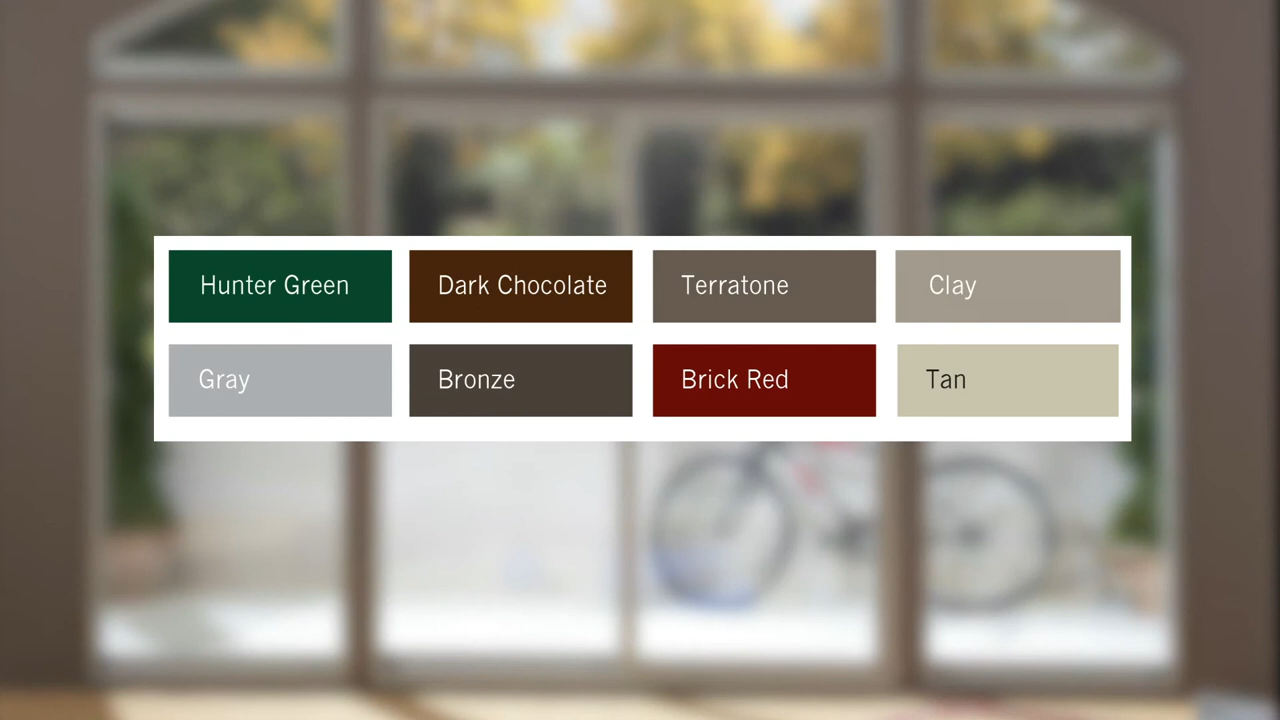 Hunter Green
Dark Chocolate
Terratone
Clay
Gray
Bronze
Brick Red
Tan